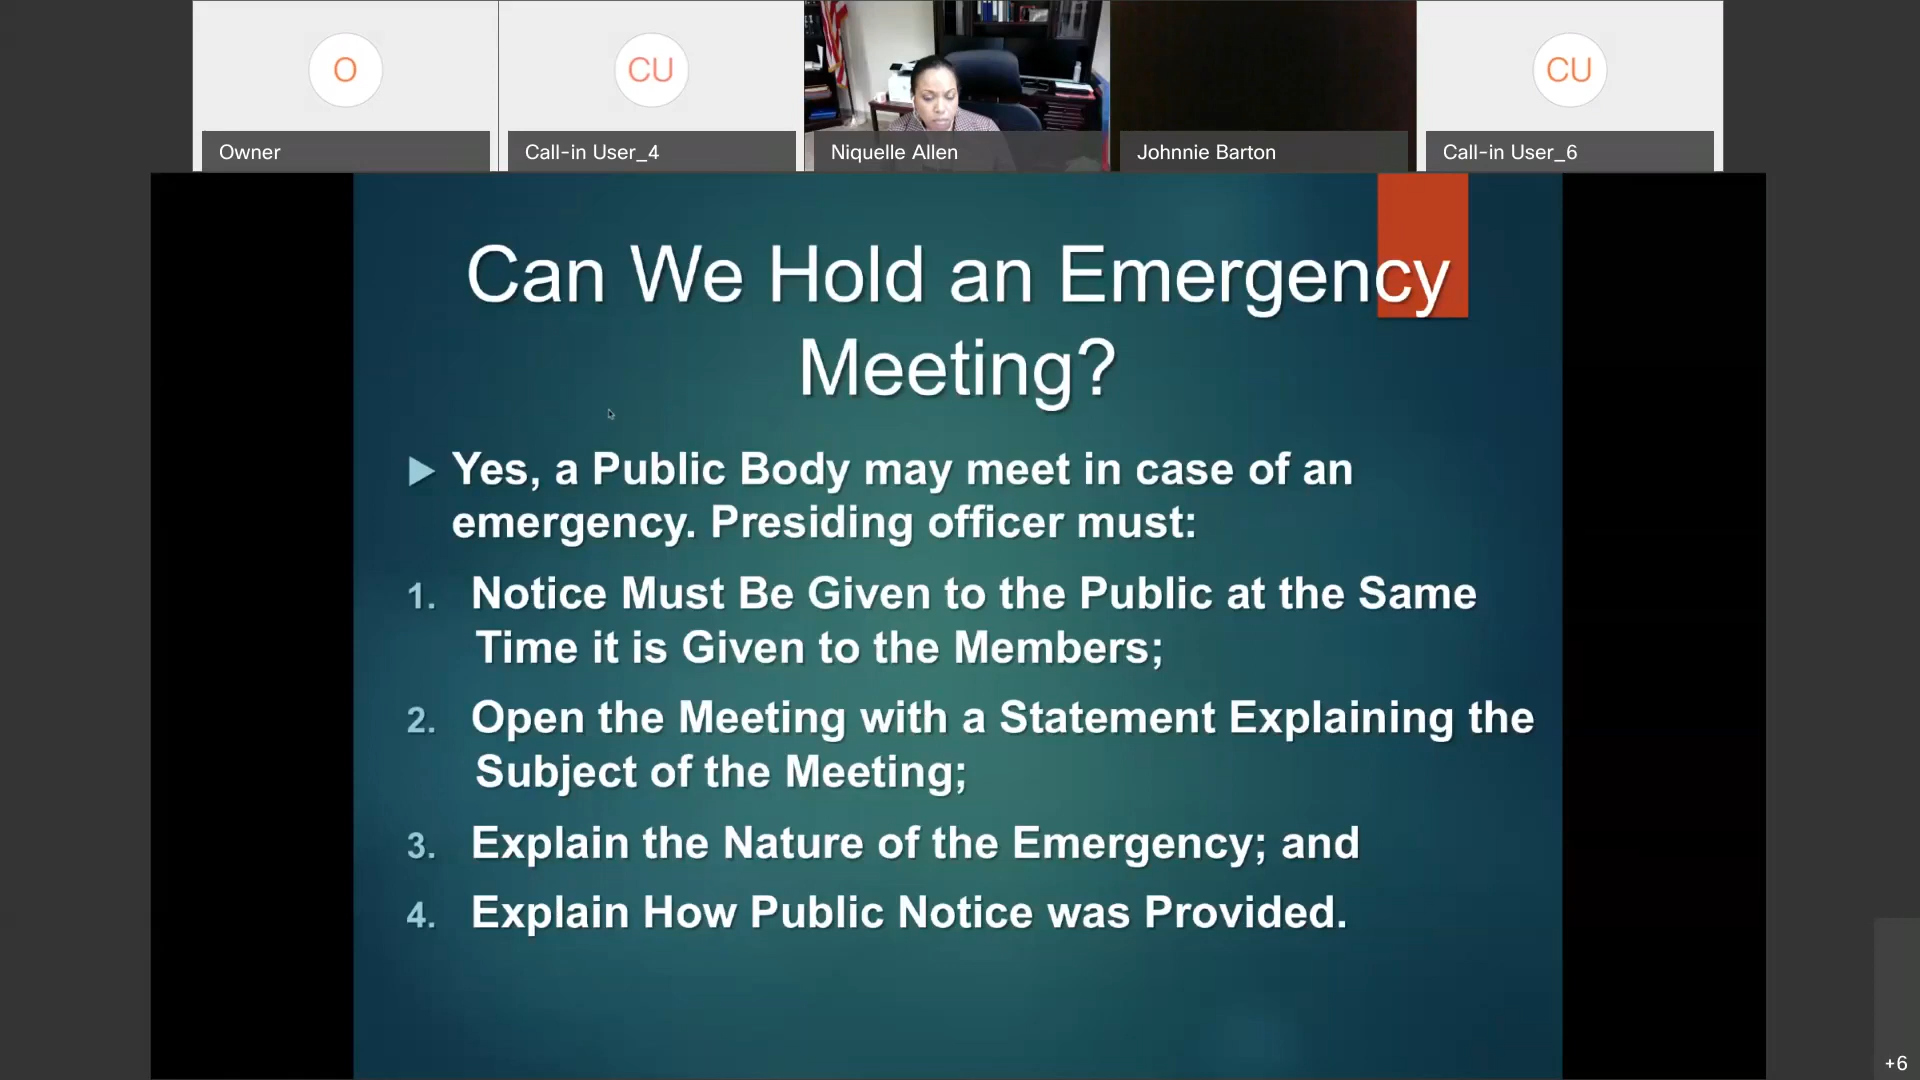 O
CU
CU
Owner
Call-in User_4
Niquelle Allen
Johnnie Barton
Call-in User_6
Can We Hold an Emergency
Meeting?
Yes, a Public Body may meet in case of an
emergency. Presiding officer must:
1. Notice Must Be Given to the Public at the Same
Time it is Given to the Members;
2. Open the Meeting with a Statement Explaining the
Subject of the Meeting;
3. Explain the Nature of the Emergency; and
4. Explain How Public Notice was Provided.
+6